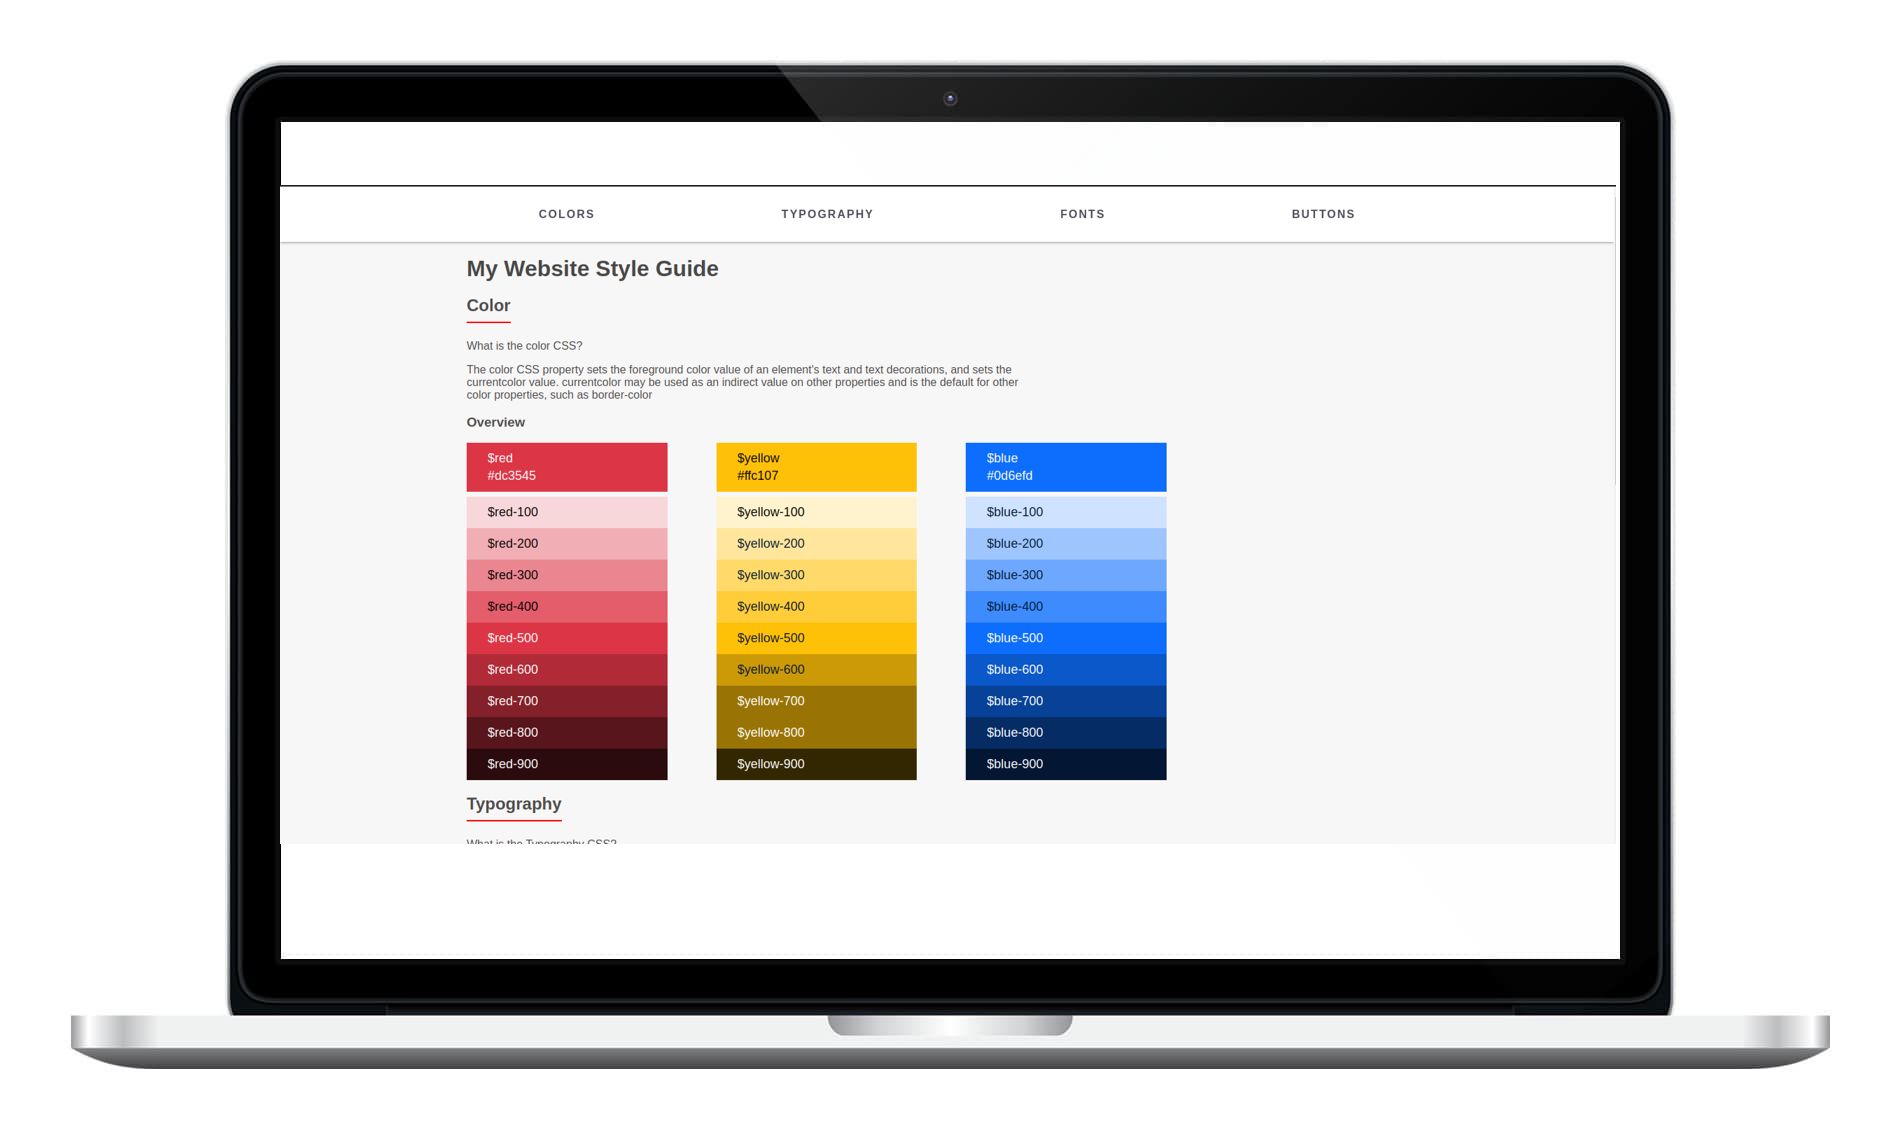 COLORS TYPOGRAPHY FONTS BUTTONS
My Website Style Guide
Color
What is the color CSS?
The color CSS property sets the foreground color value of an element's text and text decorations, and sets the
currentcolor value. currentcolor may be used as an indirect value on other properties and is the default for other
color properties, such as border-color
Overview
$red
#dc3545
$red-100
$red-200
$red-300
$red-400
$red-500
$red-600
$red-700
$red-800
$red-900
$yellow
#ffc107
$yellow-100
$yellow-200
$yellow-300
$yellow-400
$yellow-500
$yellow-600
$yellow-700
$yellow-800
$yellow-900
$blue
#0d6efd
$blue-100
$blue-200
$blue-300
$blue-400
$blue-500
$blue-600
$blue-700
$blue-800
$blue-900
Typography
What is the Typography CSS?